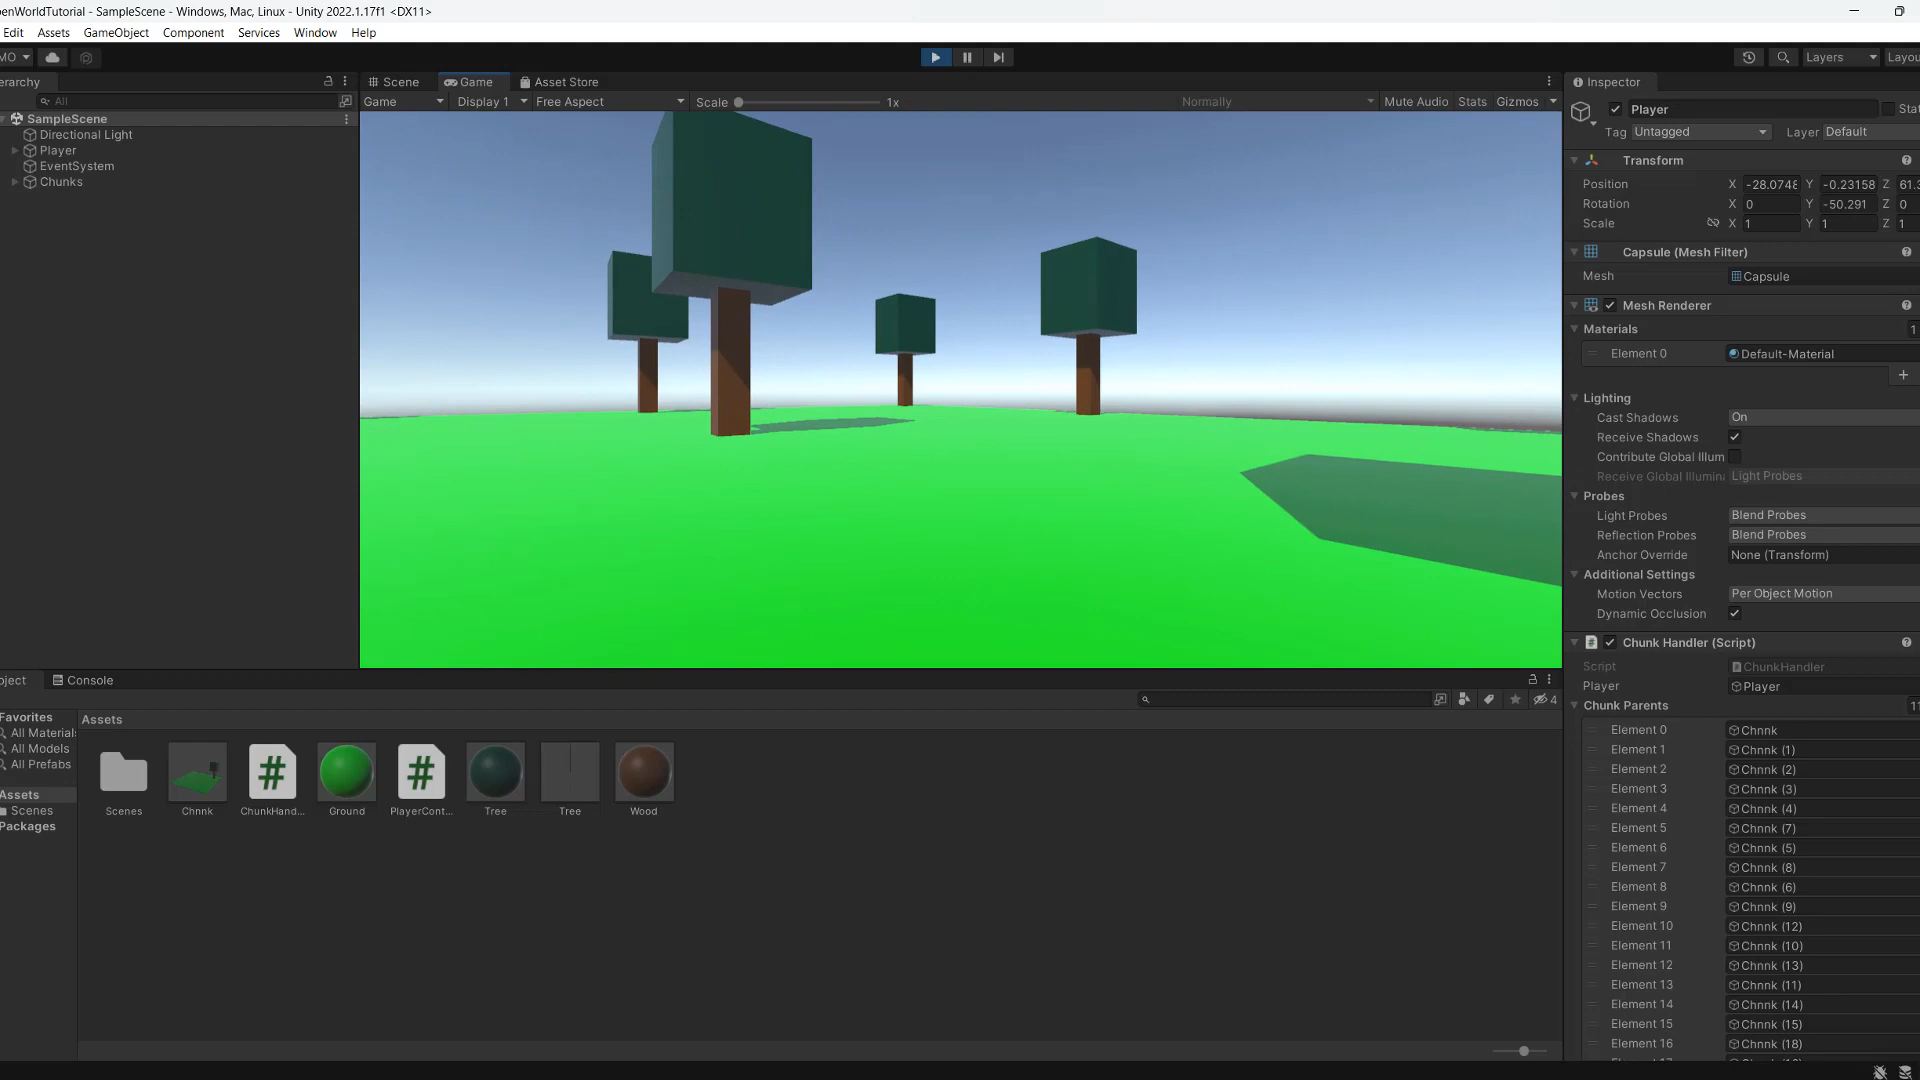 enWorldTutorial - SampleScene - Windows, Mac, Linux - Unity 2022.1.17f1 <DX11>
Edit Assets GameObject Component Services Window Help
MO Layers Layou
erarchy Scene Game Asset Store Inspector
All Game Display 1 Free Aspect Scale 1x Normally Mute Audio Stats Gizmos
SampleScene
Directional Light
Player
EventSystem
Chunks
Player Stat
Tag Untagged Layer Default
Transform
Position X -28.0748 Y -0.23158 Z 61.3
Rotation X 0 Y -50.291 Z 0
Scale X 1 Y 1 Z 1
Capsule (Mesh Filter)
Mesh Capsule
Mesh Renderer
Materials 1
Element 0 Default-Material
Lighting
Cast Shadows On
Receive Shadows
Contribute Global Illum
Receive Global Illumina Light Probes
Probes
Light Probes Blend Probes
Reflection Probes Blend Probes
Anchor Override None (Transform)
Additional Settings
Motion Vectors Per Object Motion
Dynamic Occlusion
Chunk Handler (Script)
Script ChunkHandler
Player Player
Chunk Parents 11
Element 0 Chnnk
Element 1 Chnnk (1)
Element 2 Chnnk (2)
Element 3 Chnnk (3)
Element 4 Chnnk (4)
Element 5 Chnnk (7)
Element 6 Chnnk (5)
Element 7 Chnnk (8)
Element 8 Chnnk (6)
Element 9 Chnnk (9)
Element 10 Chnnk (12)
Element 11 Chnnk (10)
Element 12 Chnnk (13)
Element 13 Chnnk (11)
Element 14 Chnnk (14)
Element 15 Chnnk (15)
Element 16 Chnnk (18)
oject Console
4
Favorites
All Materials
All Models
All Prefabs
Assets
Scenes
Packages
Assets
Scenes Chnnk ChunkHand... Ground PlayerCont... Tree Tree Wood